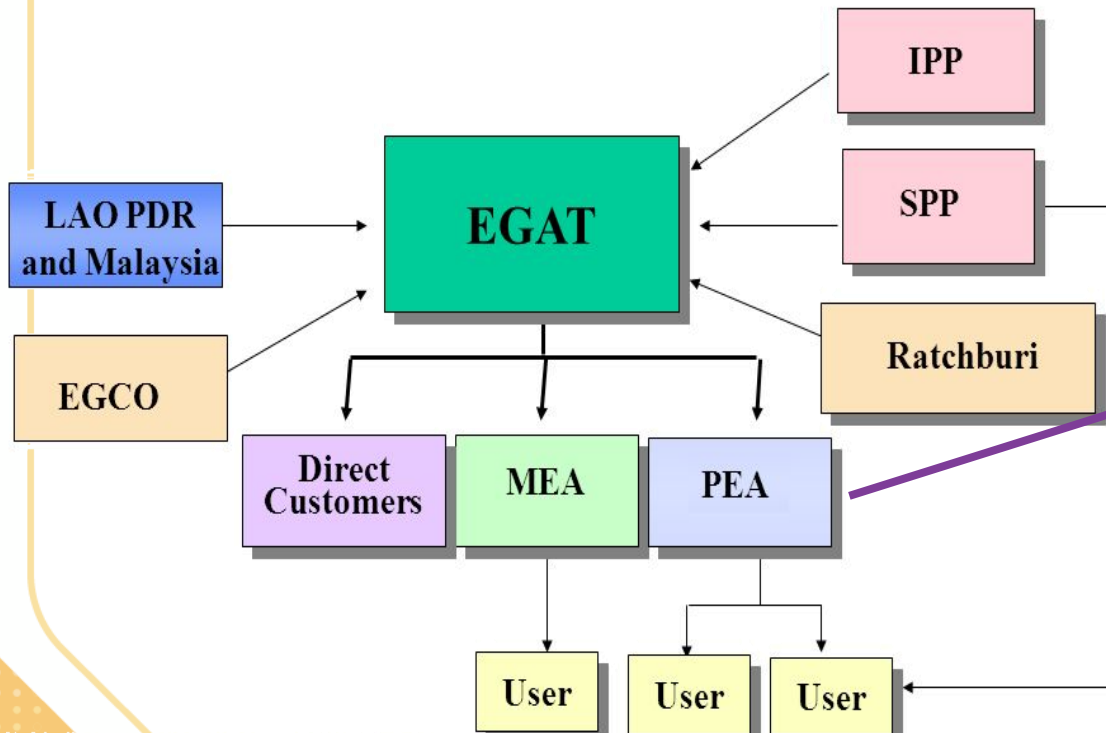 IPP
EGAT
SPP
LAO PDR
and Malaysia
Ratchburi
EGCO
Direct
Customers
MEA
PEA
User
User
User